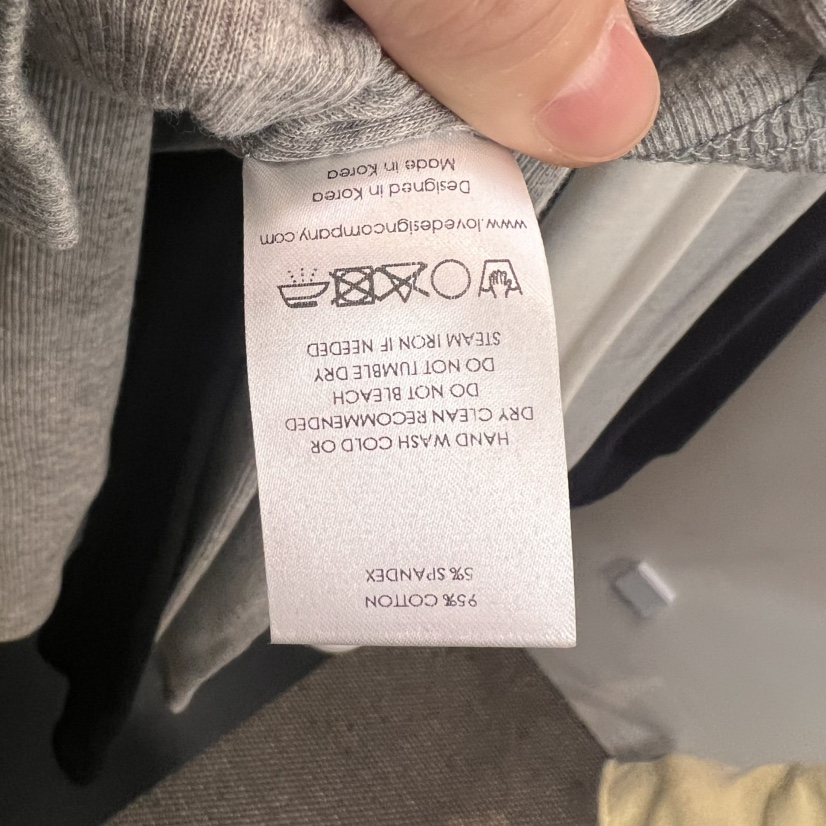 95% COTTON
5% SPANDEX
HAND WASH COLD OR
DRY CLEAN RECOMMENDED
DO NOT BLEACH
DO NOT TUMBLE DRY
STEAM IRON IF NEEDED
www.lovedesigncompany.com
Designed in Korea
Made in Korea